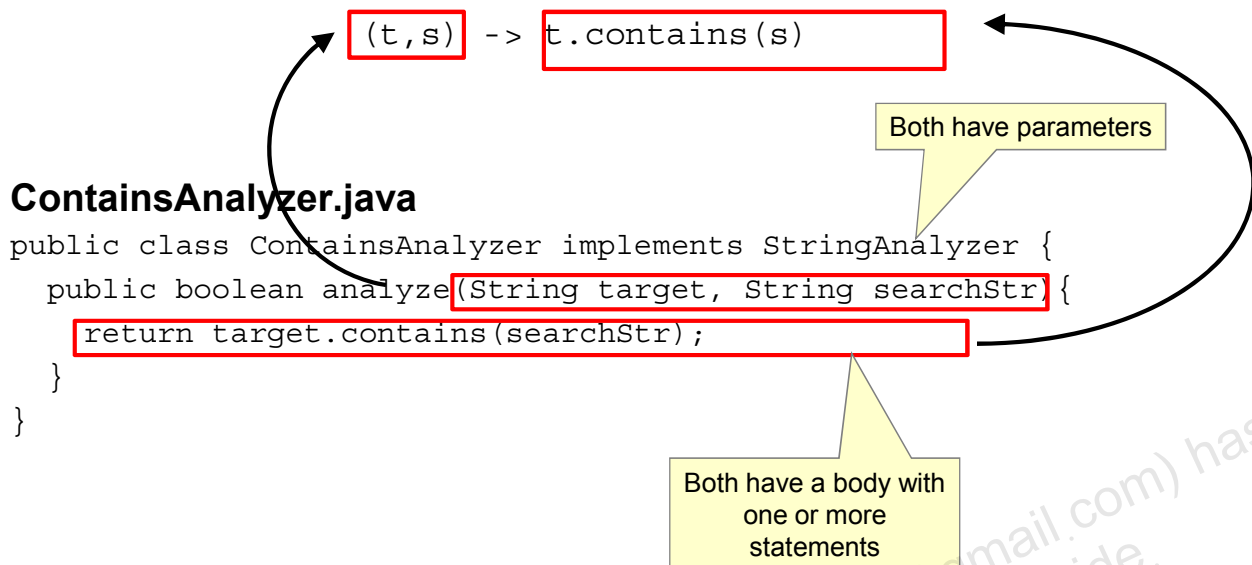 (t,s) -> t.contains(s)
Both have parameters
ContainsAnalyzer.java
public class ContainsAnalyzer implements StringAnalyzer {
public boolean analyze(String target, String searchStr){
return target.contains(searchStr);
}
}
Both have a body with
one or more
statements